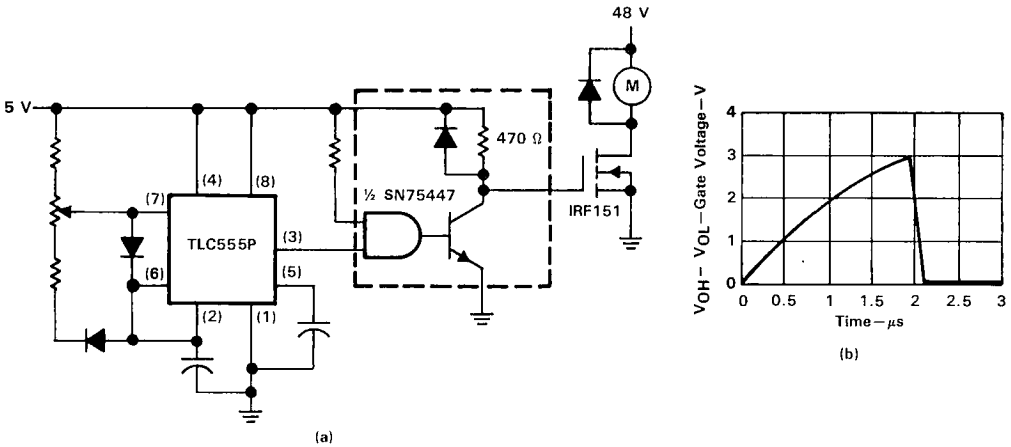 48 V
M
5 V
470 Ω
(4)
(8)
(7)
½ SN75447
IRF151
TLC555P
(3)
(6)
(5)
(2)
(1)
(a)
VOH – VOL – Gate Voltage – V
4
3
2
1
0
0
0.5
1
1.5
2
2.5
3
Time – μs
(b)